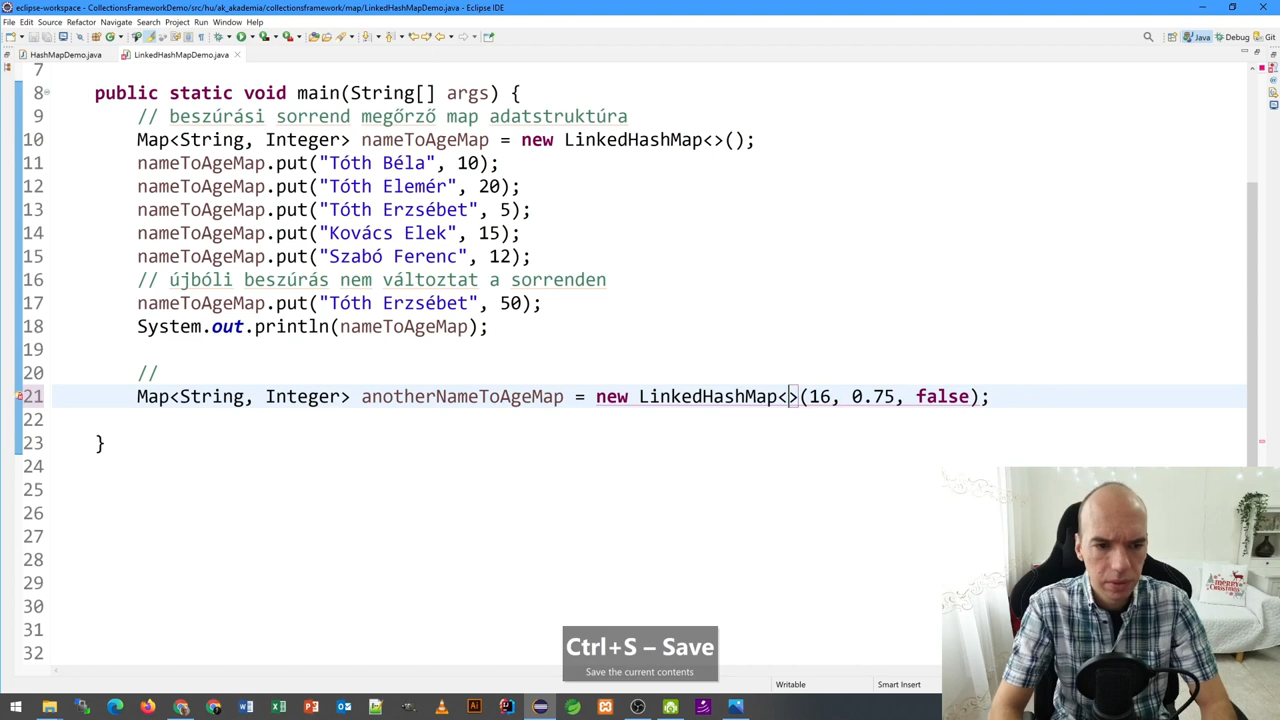 eclipse-workspace - CollectionsFrameworkDemo/src/hu/ak_akademia/collectionsframework/map/LinkedHashMapDemo.java - Eclipse IDE
File Edit Source Refactor Navigate Search Project Run Window Help
Java Debug Git
HashMapDemo.java LinkedHashMapDemo.java
7
8 public static void main(String[] args) {
9 // beszúrási sorrend megőrző map adatstruktúra
10 Map<String, Integer> nameToAgeMap = new LinkedHashMap<>();
11 nameToAgeMap.put("Tóth Béla", 10);
12 nameToAgeMap.put("Tóth Elemér", 20);
13 nameToAgeMap.put("Tóth Erzsébet", 5);
14 nameToAgeMap.put("Kovács Elek", 15);
15 nameToAgeMap.put("Szabó Ferenc", 12);
16 // újbóli beszúrás nem változtat a sorrenden
17 nameToAgeMap.put("Tóth Erzsébet", 50);
18 System.out.println(nameToAgeMap);
19
20 //
21 Map<String, Integer> anotherNameToAgeMap = new LinkedHashMap<>(16, 0.75, false);
22
23 }
24
25
26
27
28
29
30
31
32
Ctrl+S – Save
Save the current contents
MERRY CHRISTMAS
Writable Smart Insert